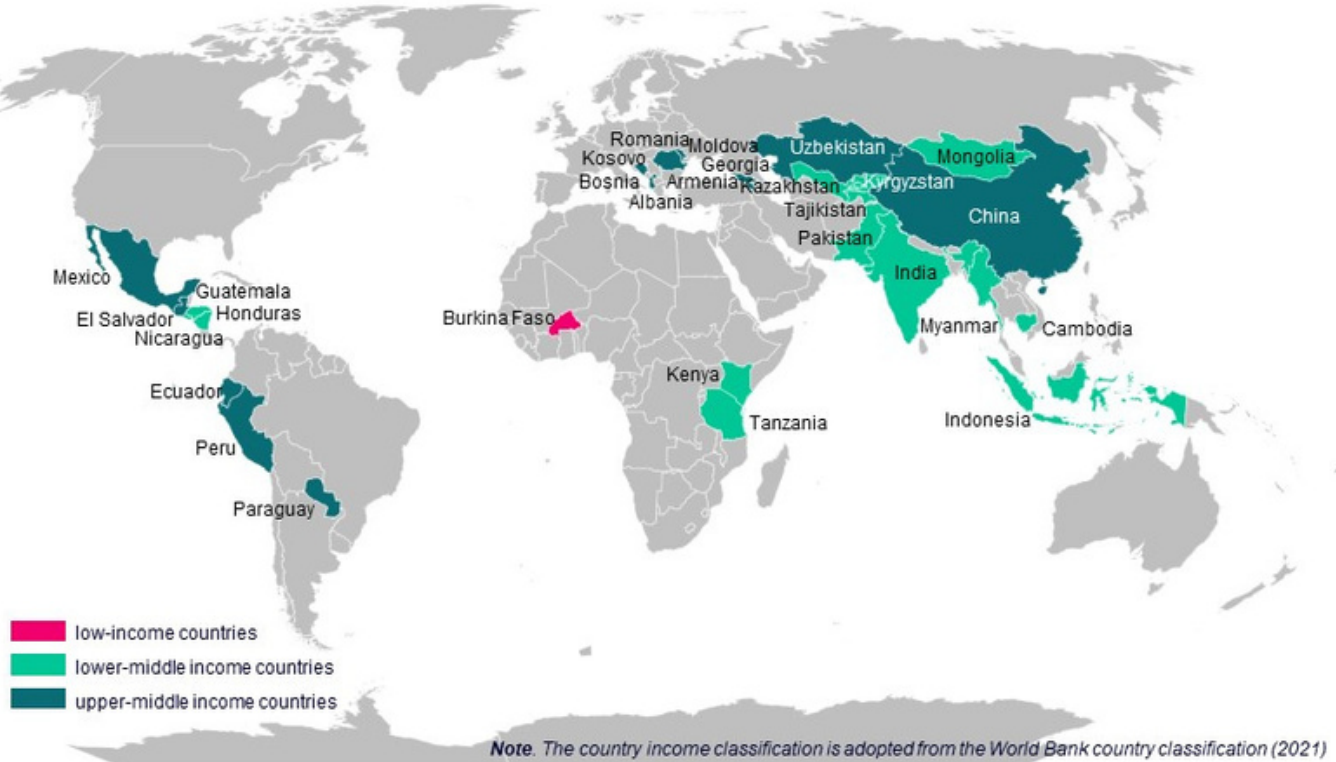 Romania
Moldova
Uzbekistan
Kosovo
Georgia
Mongolia
Bosnia
Armenia
Kazakhstan
Kyrgyzstan
Albania
Tajikistan
China
Pakistan
India
Mexico
Guatemala
El Salvador
Honduras
Nicaragua
Burkina Faso
Myanmar
Cambodia
Kenya
Ecuador
Tanzania
Indonesia
Peru
Paraguay
low-income countries
lower-middle income countries
upper-middle income countries
Note. The country income classification is adopted from the World Bank country classification (2021)